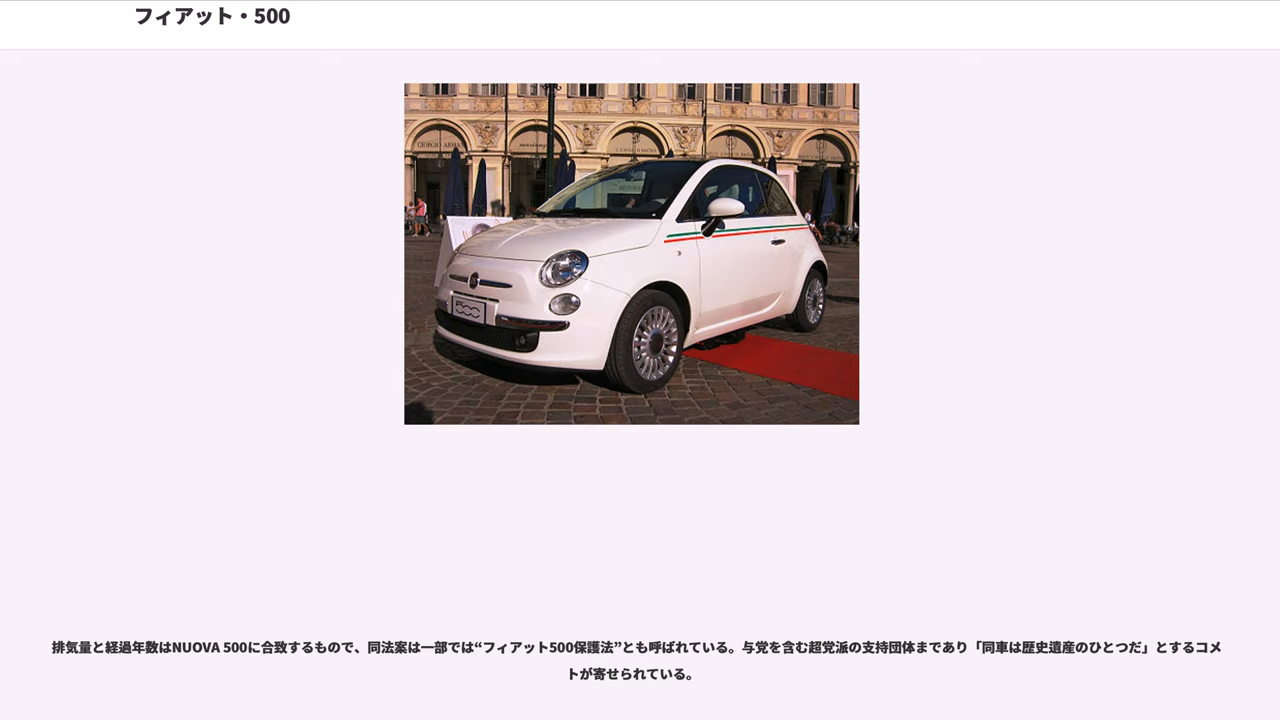 フィアット・500
GIORGIO ARMANI
500
排気量と経過年数はNUOVA 500に合致するもので、同法案は一部では“フィアット500保護法”とも呼ばれている。与党を含む超党派の支持団体まであり「同車は歴史遺産のひとつだ」とするコメ
トが寄せられている。